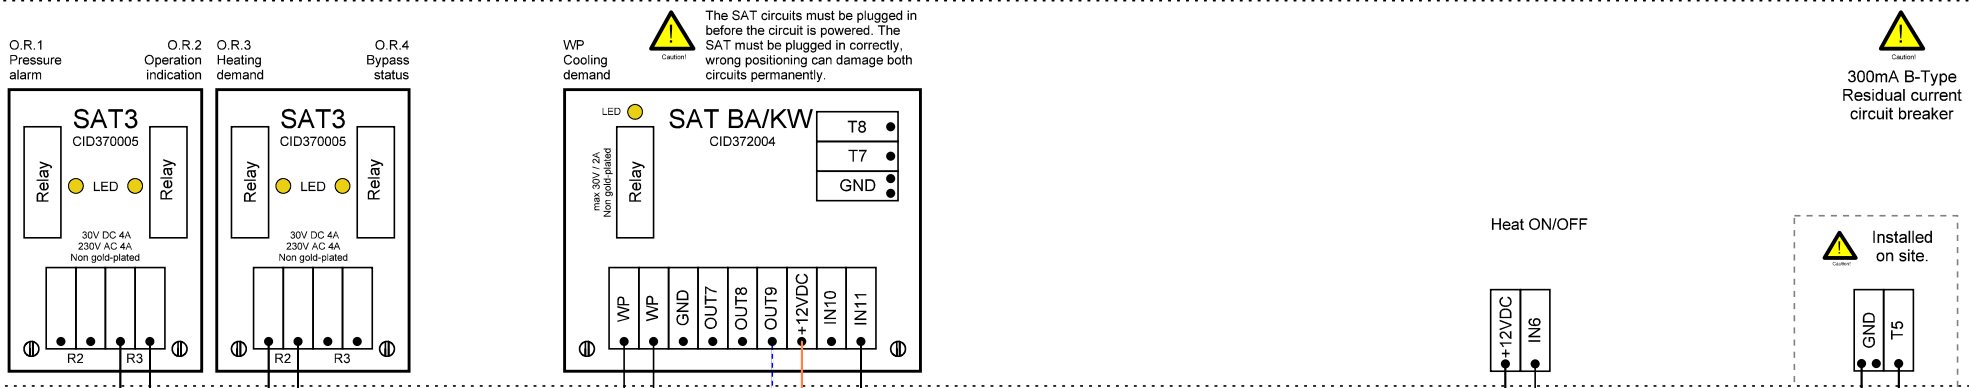 O.R.1
Pressure
alarm
O.R.2
Operation
indication
SAT3
CID370005
Relay
LED
Relay
30V DC 4A
230V AC 4A
Non gold-plated
R2
R3
O.R.3
Heating
demand
O.R.4
Bypass
status
SAT3
CID370005
Relay
LED
Relay
30V DC 4A
230V AC 4A
Non gold-plated
R2
R3
WP
Cooling
demand
!
Caution!
The SAT circuits must be plugged in
before the circuit is powered. The
SAT must be plugged in correctly,
wrong positioning can damage both
circuits permanently.
LED
SAT BA/KW
CID372004
max 30V / 2A
Non gold-plated
Relay
T8
T7
GND
WP
WP
GND
OUT7
OUT8
OUT9
+12VDC
IN10
IN11
Heat ON/OFF
+12VDC
IN6
!
Caution!
300mA B-Type
Residual current
circuit breaker
!
Caution!
Installed
on site.
GND
T5